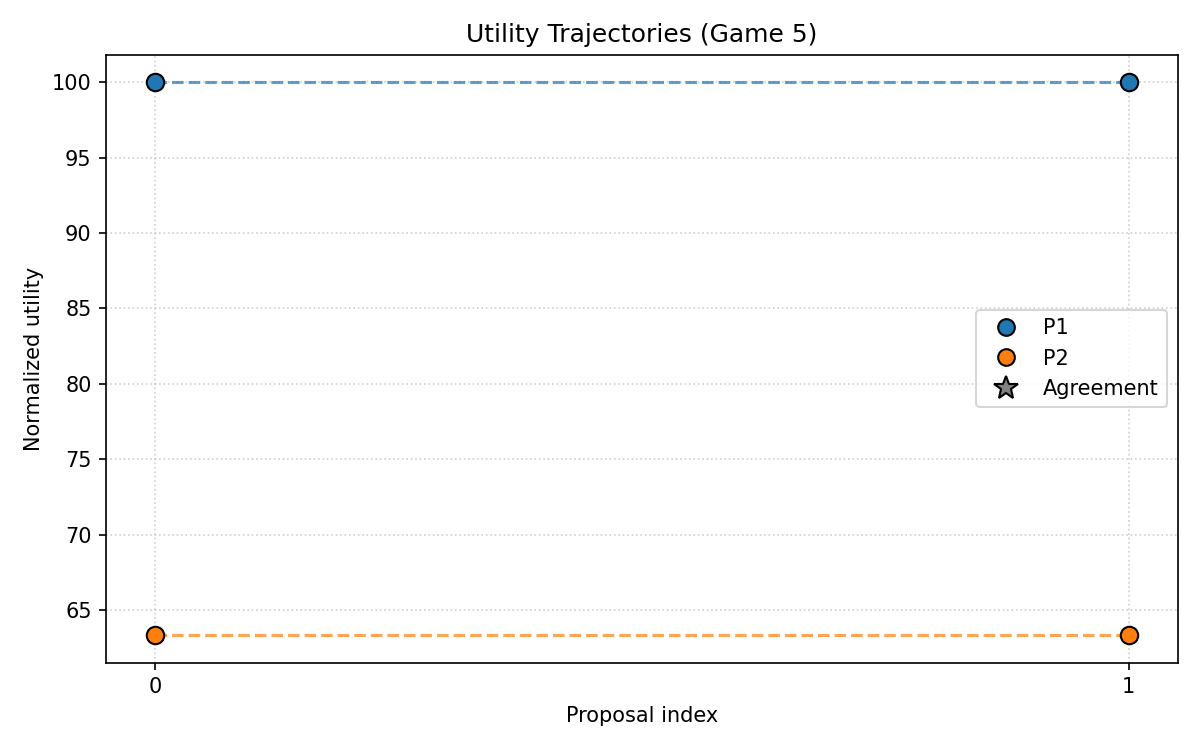 Utility Trajectories (Game 5)
Normalized utility
100
95
90
85
80
75
70
65
P1
P2
Agreement
0
1
Proposal index